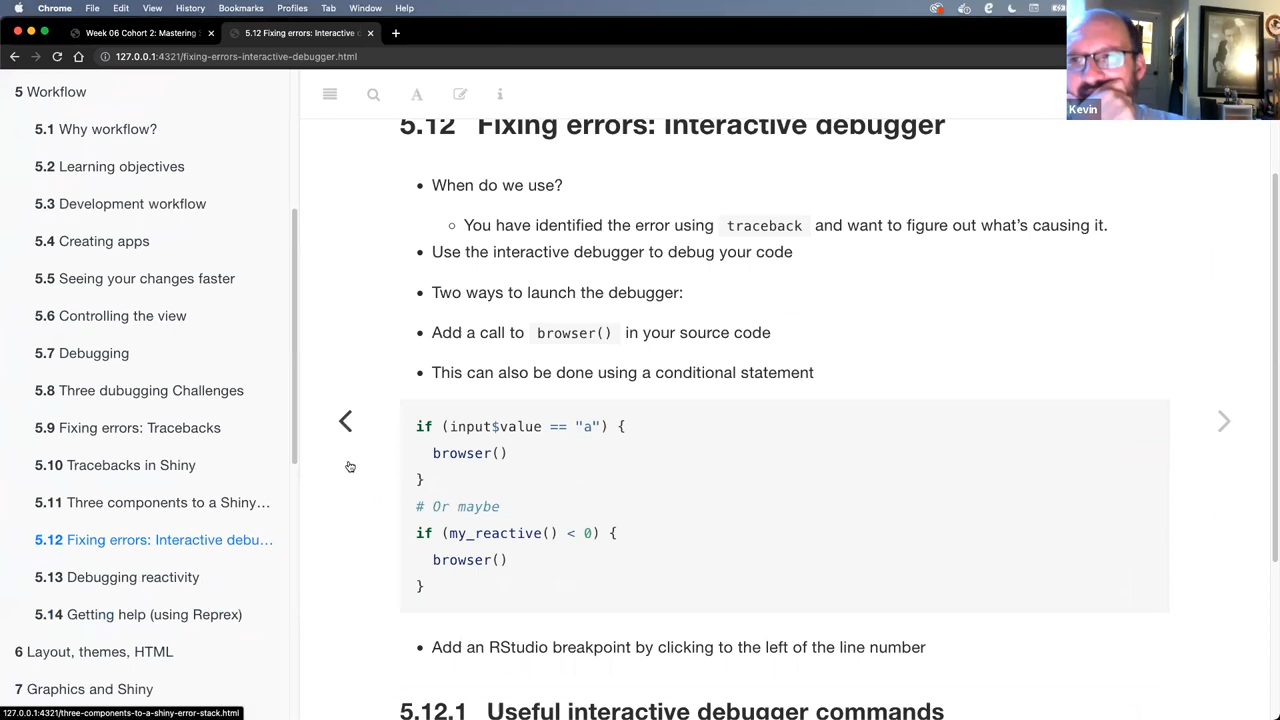 Chrome File Edit View History Bookmarks Profiles Tab Window Help
Week 06 Cohort 2: Mastering S
5.12 Fixing errors: Interactive d
127.0.0.1:4321/fixing-errors-interactive-debugger.html
Kevin
5 Workflow
5.1 Why workflow?
5.2 Learning objectives
5.3 Development workflow
5.4 Creating apps
5.5 Seeing your changes faster
5.6 Controlling the view
5.7 Debugging
5.8 Three dubugging Challenges
5.9 Fixing errors: Tracebacks
5.10 Tracebacks in Shiny
5.11 Three components to a Shiny…
5.12 Fixing errors: Interactive debu…
5.13 Debugging reactivity
5.14 Getting help (using Reprex)
6 Layout, themes, HTML
7 Graphics and Shiny
127.0.0.1:4321/three-components-to-a-shiny-error-stack.html
5.12 Fixing errors: Interactive debugger
• When do we use?
◦ You have identified the error using traceback and want to figure out what's causing it.
• Use the interactive debugger to debug your code
• Two ways to launch the debugger:
• Add a call to browser() in your source code
• This can also be done using a conditional statement
if (input$value == "a") {
browser()
}
# Or maybe
if (my_reactive() < 0) {
browser()
}
• Add an RStudio breakpoint by clicking to the left of the line number
5.12.1 Useful interactive debugger commands